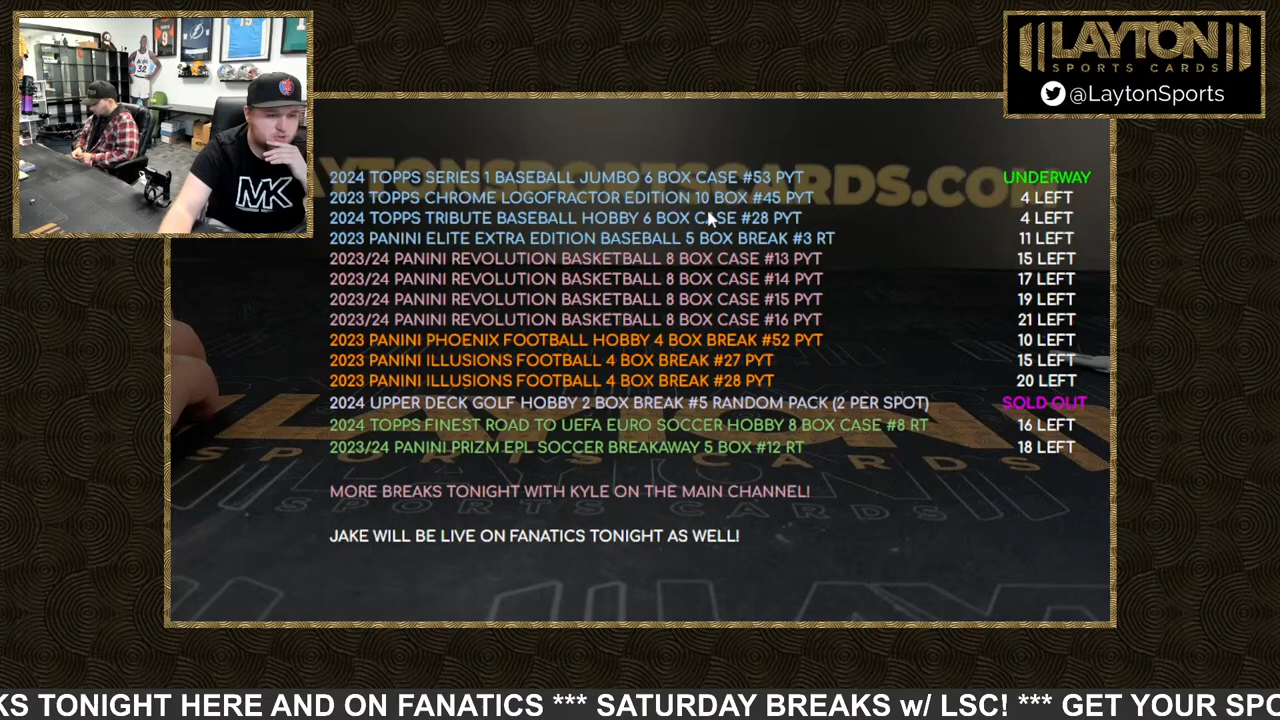 LAYTON
SPORTS CARDS
@LaytonSports
MK
2024 TOPPS SERIES 1 BASEBALL JUMBO 6 BOX CASE #53 PYT UNDERWAY
2023 TOPPS CHROME LOGOFRACTOR EDITION 10 BOX #45 PYT 4 LEFT
2024 TOPPS TRIBUTE BASEBALL HOBBY 6 BOX CASE #28 PYT 4 LEFT
2023 PANINI ELITE EXTRA EDITION BASEBALL 5 BOX BREAK #3 RT 11 LEFT
2023/24 PANINI REVOLUTION BASKETBALL 8 BOX CASE #13 PYT 15 LEFT
2023/24 PANINI REVOLUTION BASKETBALL 8 BOX CASE #14 PYT 17 LEFT
2023/24 PANINI REVOLUTION BASKETBALL 8 BOX CASE #15 PYT 19 LEFT
2023/24 PANINI REVOLUTION BASKETBALL 8 BOX CASE #16 PYT 21 LEFT
2023 PANINI PHOENIX FOOTBALL HOBBY 4 BOX BREAK #52 PYT 10 LEFT
2023 PANINI ILLUSIONS FOOTBALL 4 BOX BREAK #27 PYT 15 LEFT
2023 PANINI ILLUSIONS FOOTBALL 4 BOX BREAK #28 PYT 20 LEFT
2024 UPPER DECK GOLF HOBBY 2 BOX BREAK #5 RANDOM PACK (2 PER SPOT) SOLD OUT
2024 TOPPS FINEST ROAD TO UEFA EURO SOCCER HOBBY 8 BOX CASE #8 RT 16 LEFT
2023/24 PANINI PRIZM EPL SOCCER BREAKAWAY 5 BOX #12 RT 18 LEFT
MORE BREAKS TONIGHT WITH KYLE ON THE MAIN CHANNEL!
JAKE WILL BE LIVE ON FANATICS TONIGHT AS WELL!
KS TONIGHT HERE AND ON FANATICS *** SATURDAY BREAKS w/ LSC! *** GET YOUR SPO